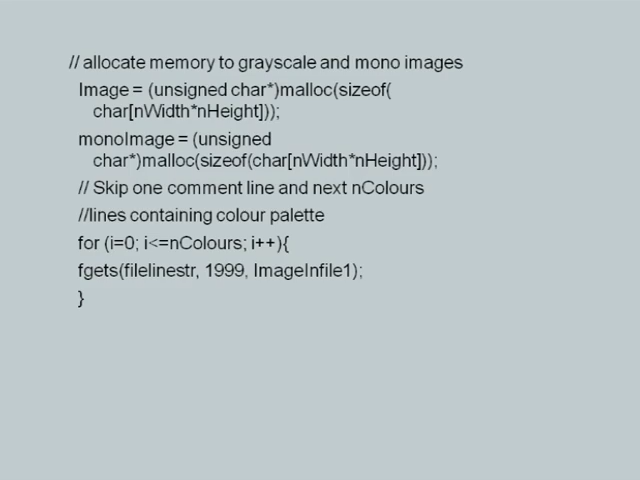 // allocate memory to grayscale and mono images
Image = (unsigned char*)malloc(sizeof(
char[nWidth*nHeight]));
monoImage = (unsigned
char*)malloc(sizeof(char[nWidth*nHeight]));
// Skip one comment line and next nColours
//lines containing colour palette
for (i=0; i<=nColours; i++){
fgets(filelinestr, 1999, ImageInfile1);
}